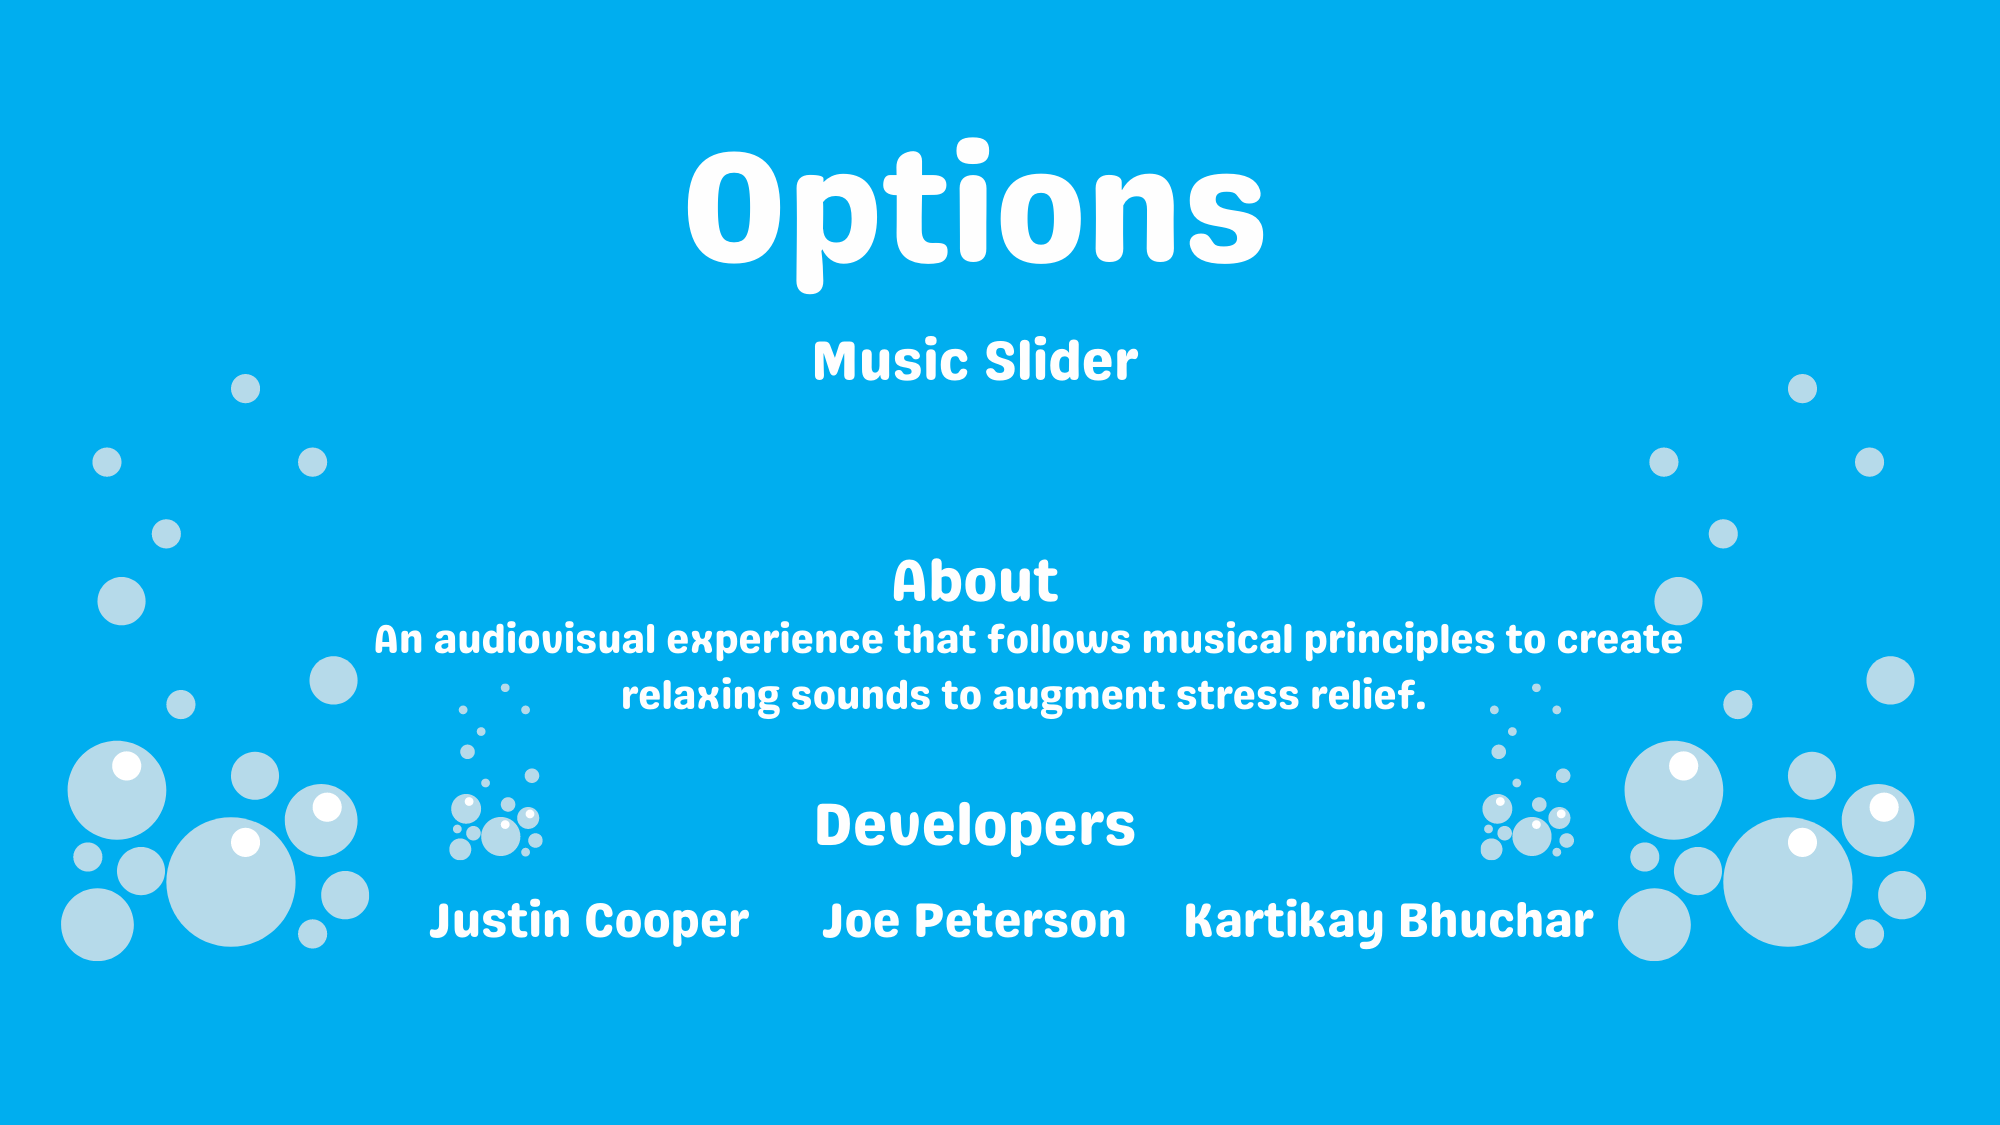 Options
Music Slider
About
An audiovisual experience that follows musical principles to create
relaxing sounds to augment stress relief.
Developers
Justin Cooper Joe Peterson Kartikay Bhuchar